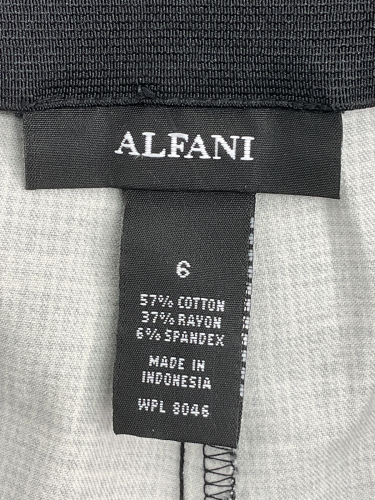 ALFANI
6
57% COTTON
37% RAYON
6% SPANDEX
MADE IN
INDONESIA
WPL 8046